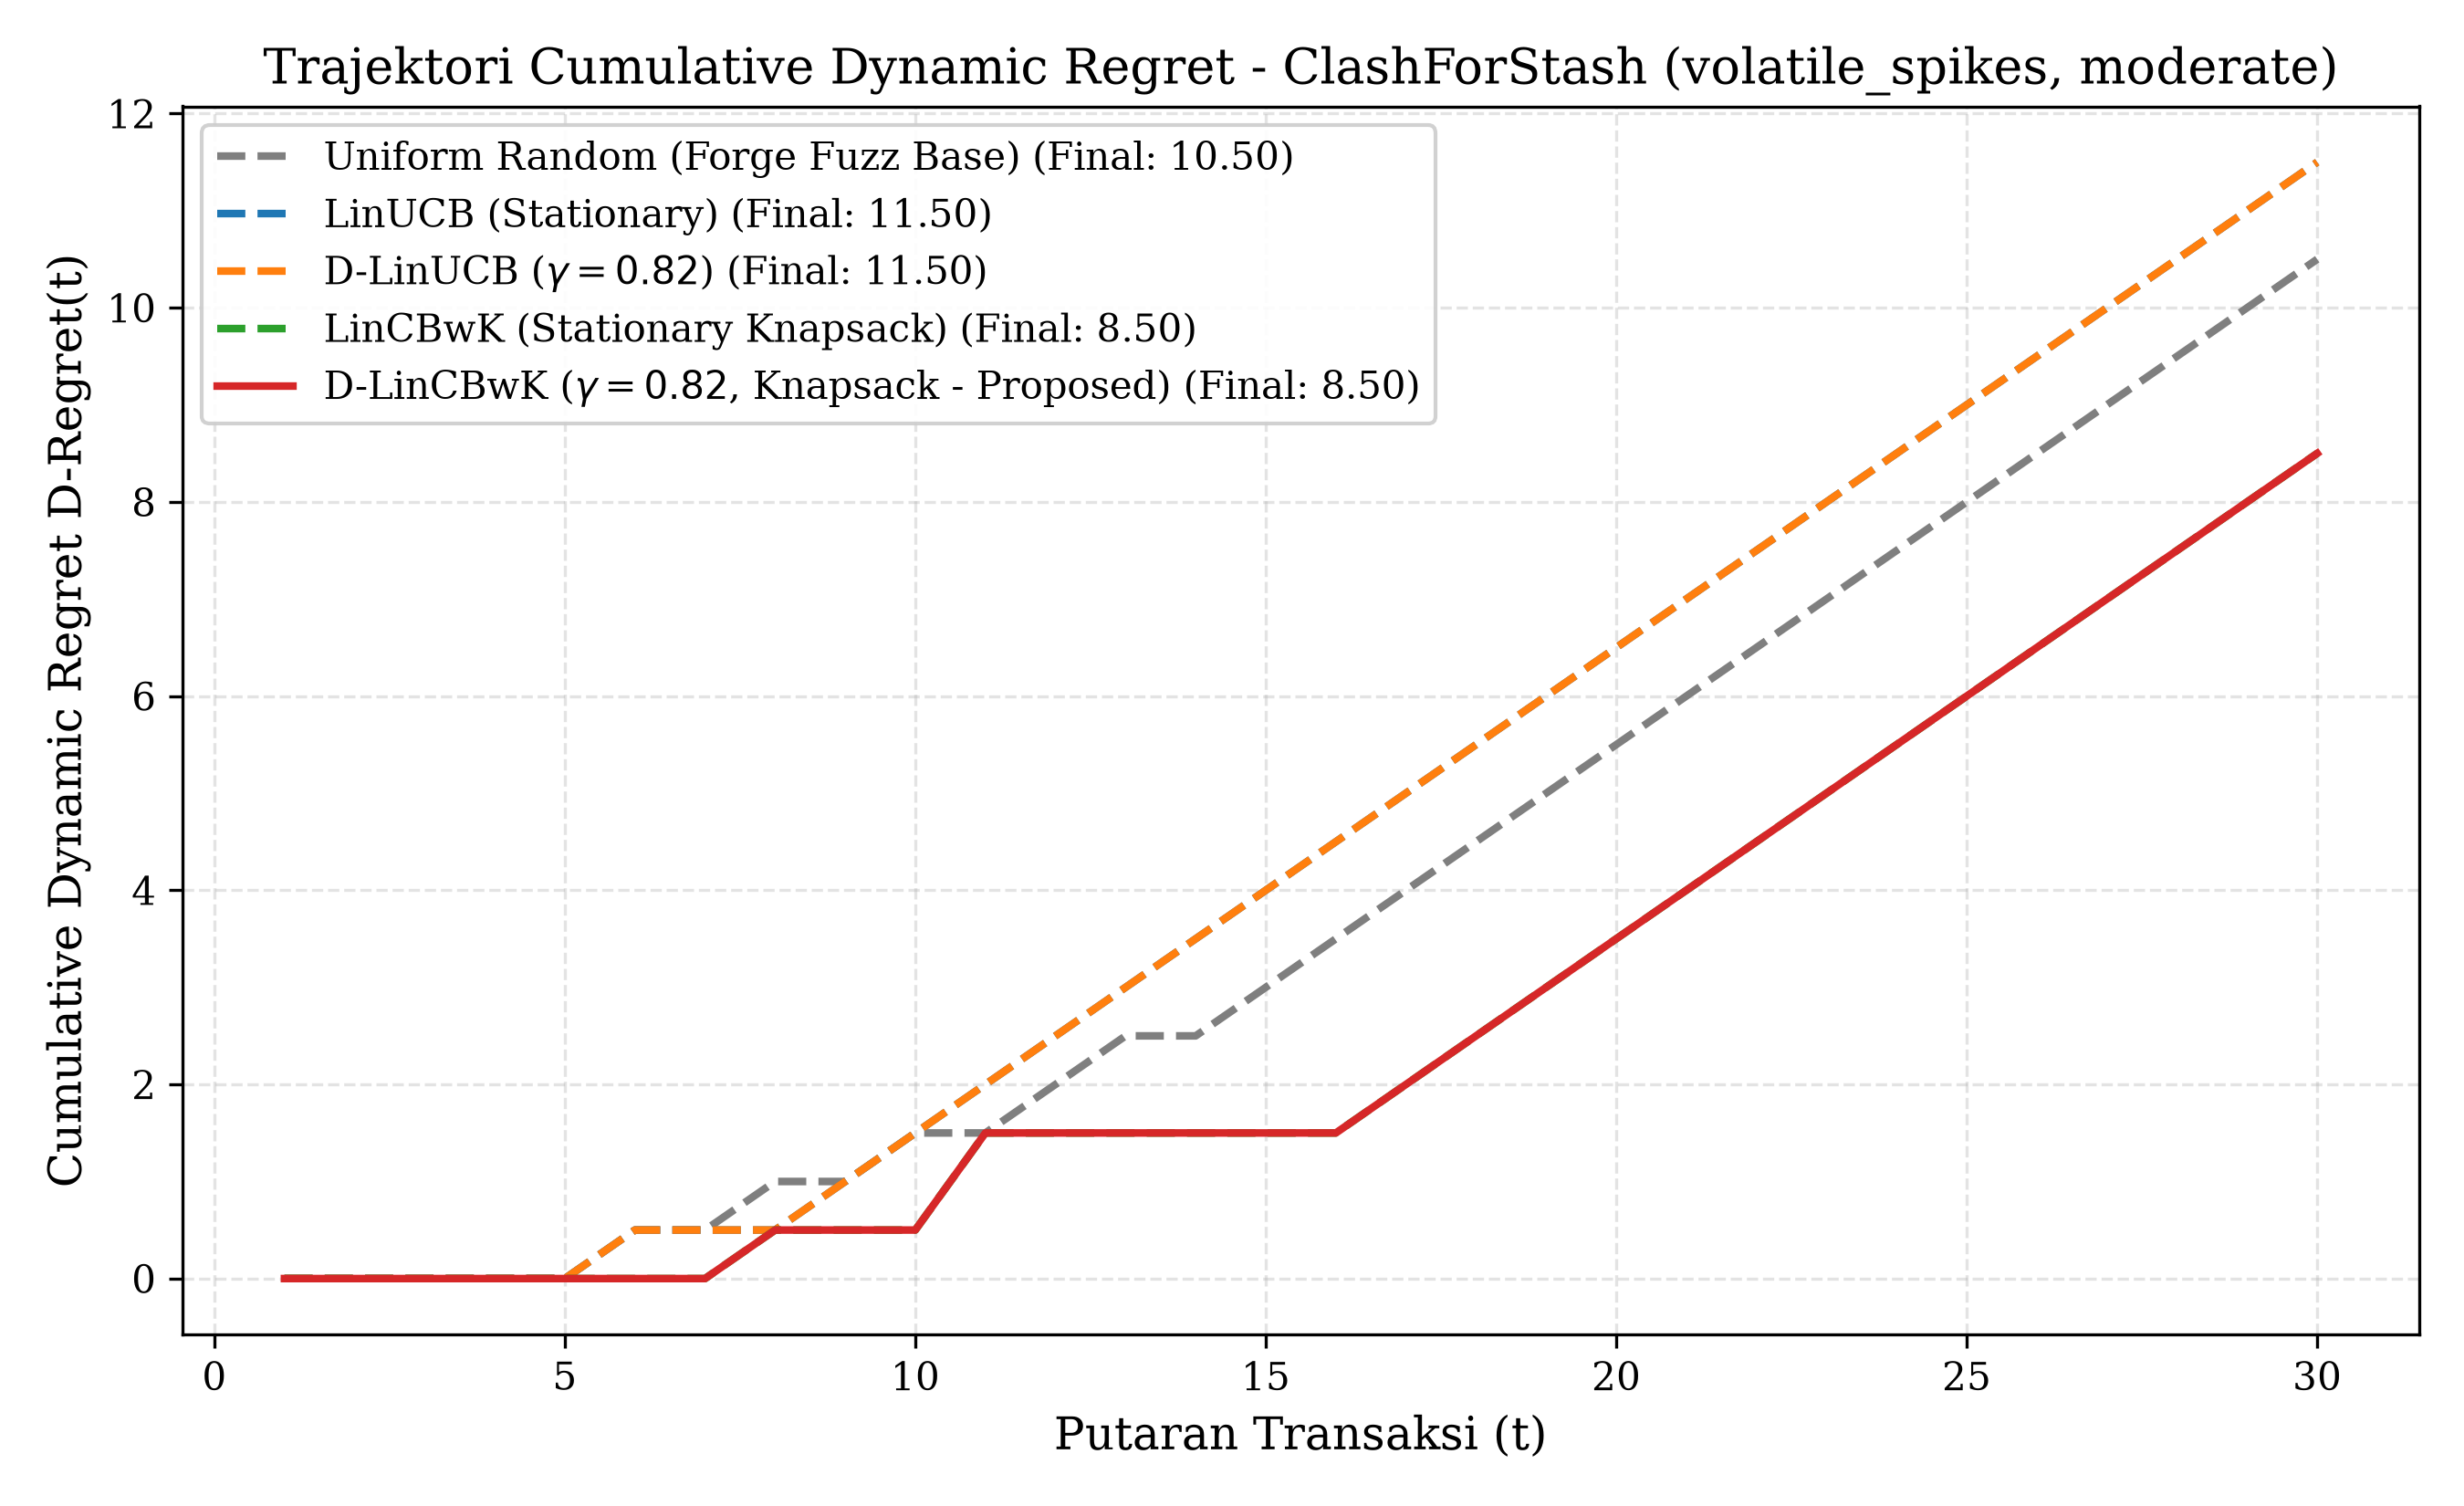 Trajektori Cumulative Dynamic Regret - ClashForStash (volatile_spikes, moderate)
Cumulative Dynamic Regret D-Regret(t)
12
10
8
6
4
2
0
Uniform Random (Forge Fuzz Base) (Final: 10.50)
LinUCB (Stationary) (Final: 11.50)
D-LinUCB (γ = 0.82) (Final: 11.50)
LinCBwK (Stationary Knapsack) (Final: 8.50)
D-LinCBwK (γ = 0.82, Knapsack - Proposed) (Final: 8.50)
0 5 10 15 20 25 30
Putaran Transaksi (t)